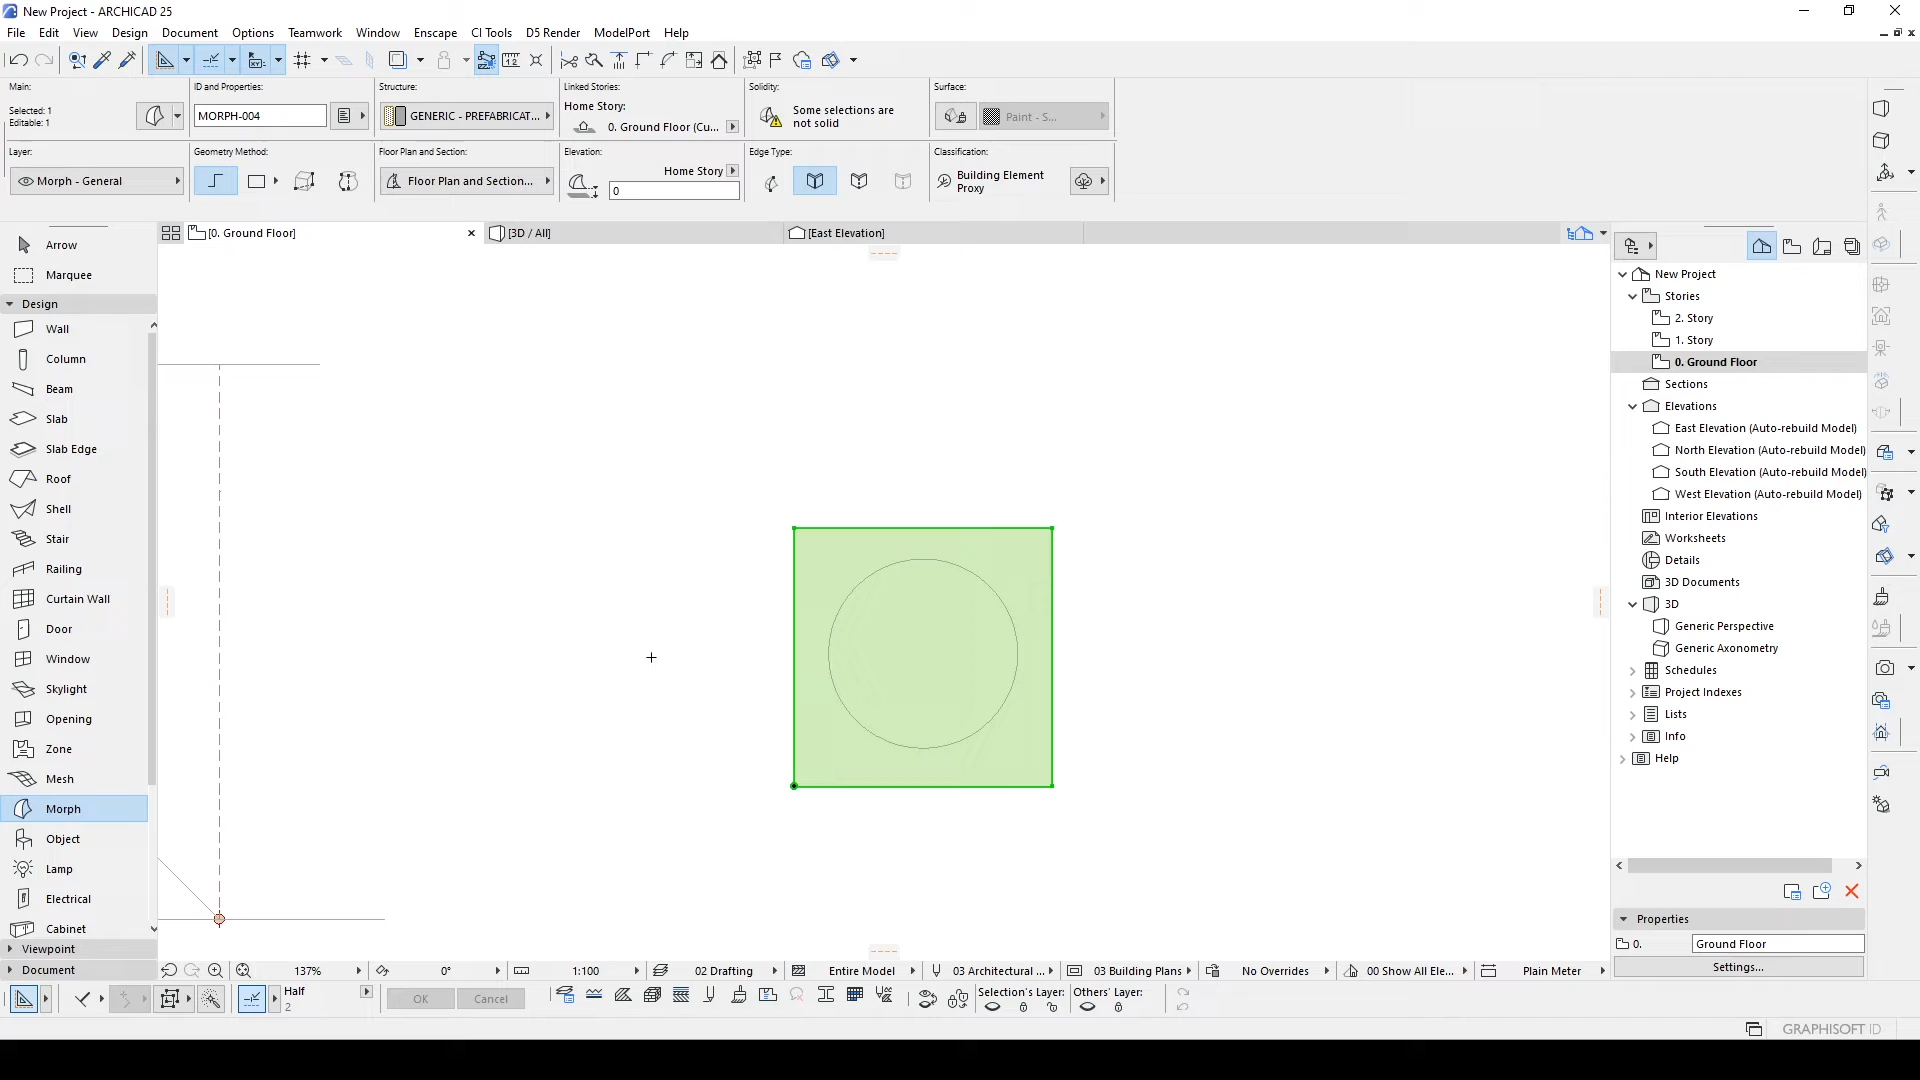 New Project - ARCHICAD 25
File Edit View Design Document Options Teamwork Window Enscape CI Tools D5 Render ModelPort Help
Main: ID and Properties: Structure: Linked Stories: Solidity: Surface:
Selected: 1
Editable: 1
MORPH-004
GENERIC - PREFABRICAT...
Home Story:
0. Ground Floor (Cu...
Some selections are
not solid
Paint - S...
Layer: Geometry Method: Floor Plan and Section: Elevation: Edge Type: Classification:
Morph - General
Floor Plan and Section...
Home Story
0
Building Element
Proxy
[0. Ground Floor] [3D / All] [East Elevation]
Arrow
Marquee
Design
Wall
Column
Beam
Slab
Slab Edge
Roof
Shell
Stair
Railing
Curtain Wall
Door
Window
Skylight
Opening
Zone
Mesh
Morph
Object
Lamp
Electrical
Cabinet
Viewpoint
Document
New Project
Stories
2. Story
1. Story
0. Ground Floor
Sections
Elevations
East Elevation (Auto-rebuild Model)
North Elevation (Auto-rebuild Model)
South Elevation (Auto-rebuild Model)
West Elevation (Auto-rebuild Model)
Interior Elevations
Worksheets
Details
3D Documents
3D
Generic Perspective
Generic Axonometry
Schedules
Project Indexes
Lists
Info
Help
Properties
0. Ground Floor
Settings...
137% 0° 1:100 02 Drafting Entire Model 03 Architectural ... 03 Building Plans No Overrides 00 Show All Ele... Plain Meter
Half
2
OK Cancel
Selection's Layer: Others' Layer:
GRAPHISOFT ID